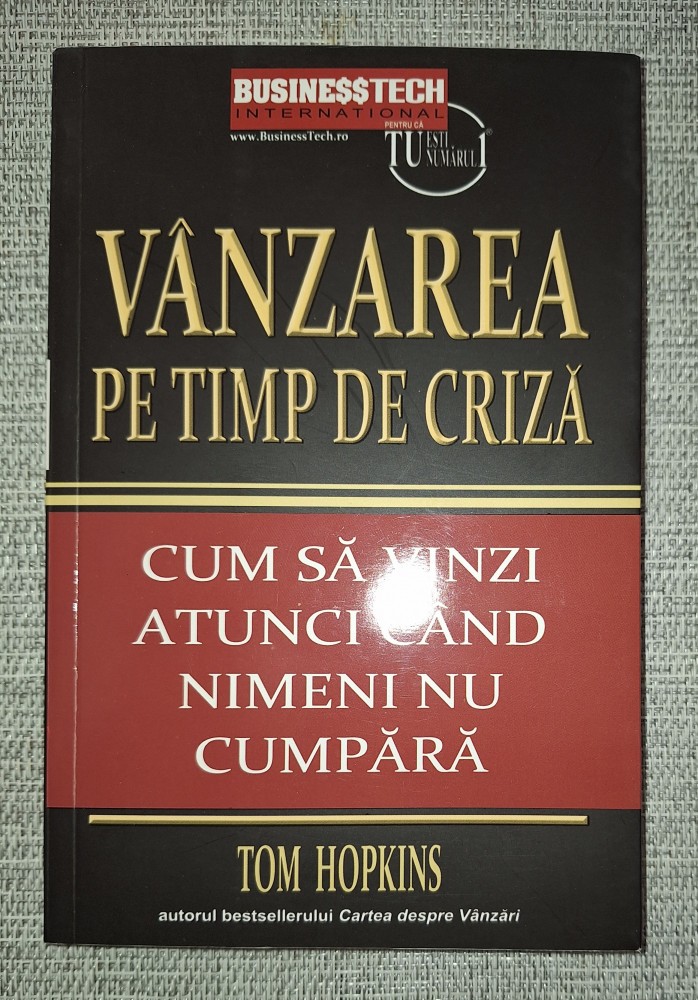 BUSINE$$TECH
INTERNATIONAL
www.BusinessTech.ro
PENTRU CĂ
TU EȘTI NUMĂRUL 1®
VÂNZAREA
PE TIMP DE CRIZĂ
CUM SĂ VINZI
ATUNCI CÂND
NIMENI NU
CUMPĂRĂ
TOM HOPKINS
autorul bestsellerului Cartea despre Vânzări